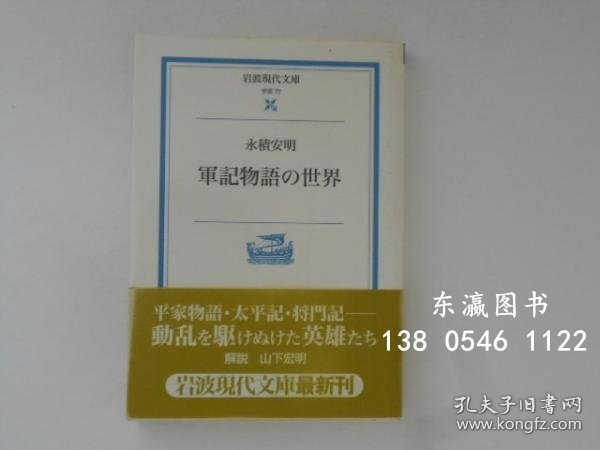 岩波現代文庫
学術 77
永積安明
軍記物語の世界
平家物語・太平記・将門記──
動乱を駆けぬけた英雄たち
解説 山下宏明
岩波現代文庫最新刊
东瀛图书
138 0546 1122
孔夫子旧书网
www.kongfz.com